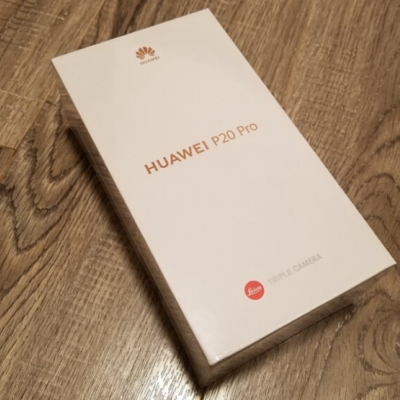 HUAWEI
HUAWEI P20 Pro
Leica TRIPLE CAMERA